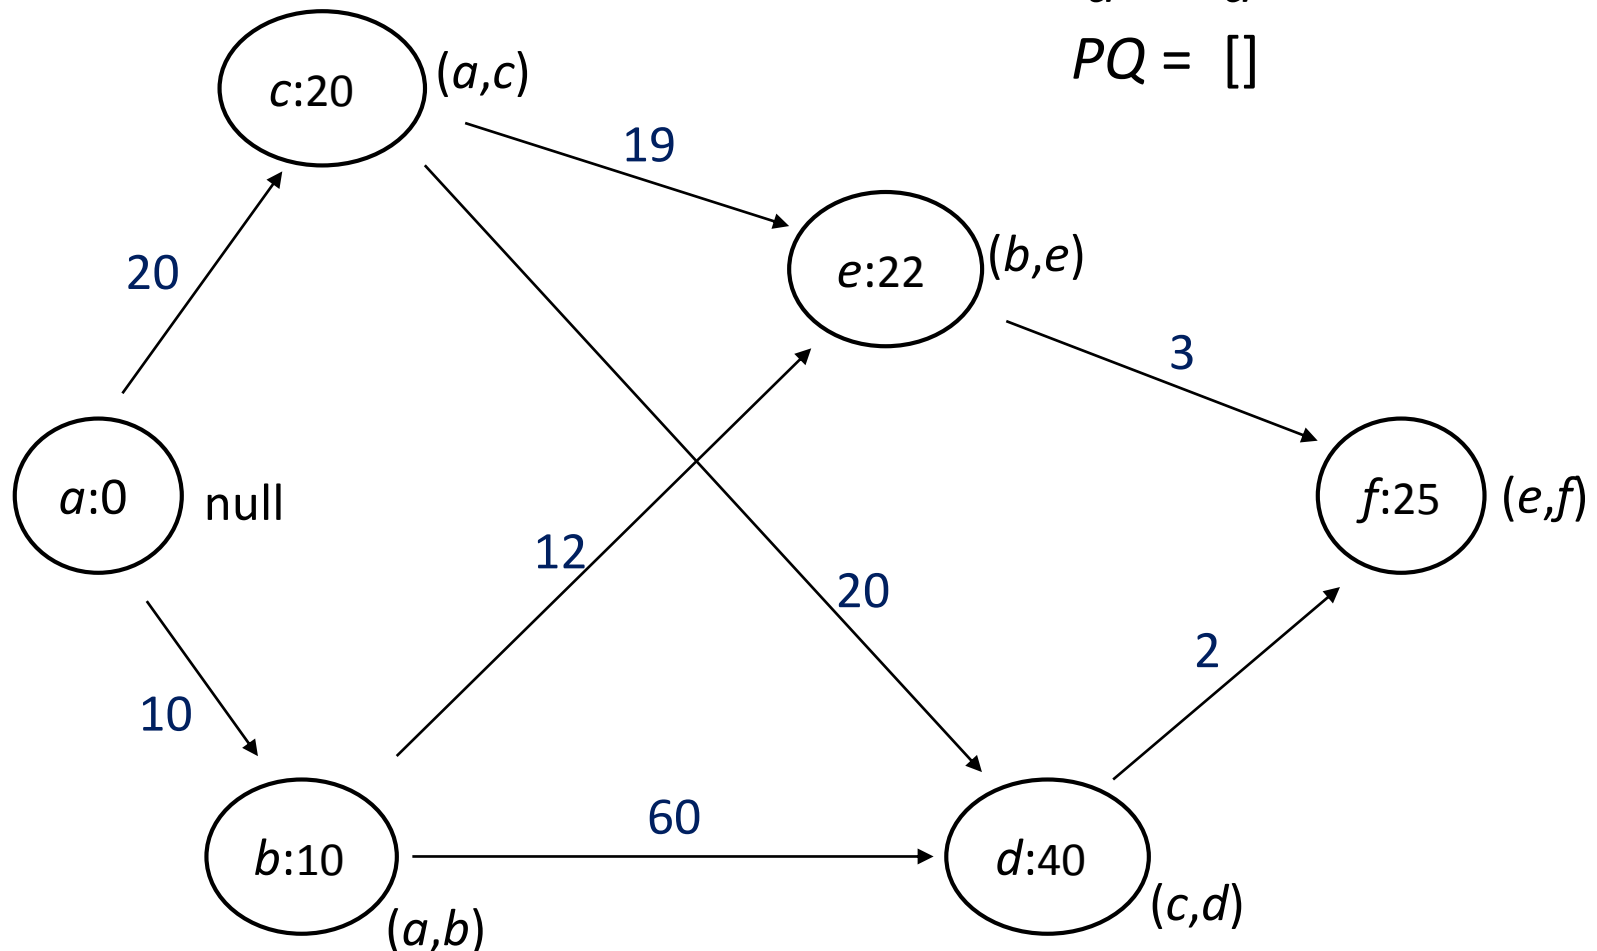 PQ = []
c:20
(a,c)
19
20
e:22
(b,e)
3
a:0
null
f:25
(e,f)
12
20
2
10
60
b:10
d:40
(a,b)
(c,d)